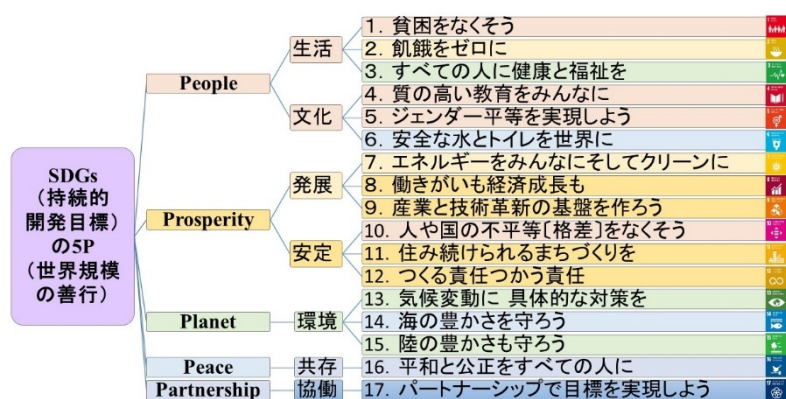 SDGs
（持続的
開発目標）
の5P
（世界規模
の善行）
People
生活
1. 貧困をなくそう
2. 飢餓をゼロに
3. すべての人に健康と福祉を
文化
4. 質の高い教育をみんなに
5. ジェンダー平等を実現しよう
6. 安全な水とトイレを世界に
Prosperity
発展
7. エネルギーをみんなにそしてクリーンに
8. 働きがいも経済成長も
9. 産業と技術革新の基盤を作ろう
安定
10. 人や国の不平等〔格差〕をなくそう
11. 住み続けられるまちづくりを
12. つくる責任つかう責任
Planet
環境
13. 気候変動に 具体的な対策を
14. 海の豊かさを守ろう
15. 陸の豊かさも守ろう
Peace
共存
16. 平和と公正をすべての人に
Partnership
協働
17. パートナーシップで目標を実現しよう